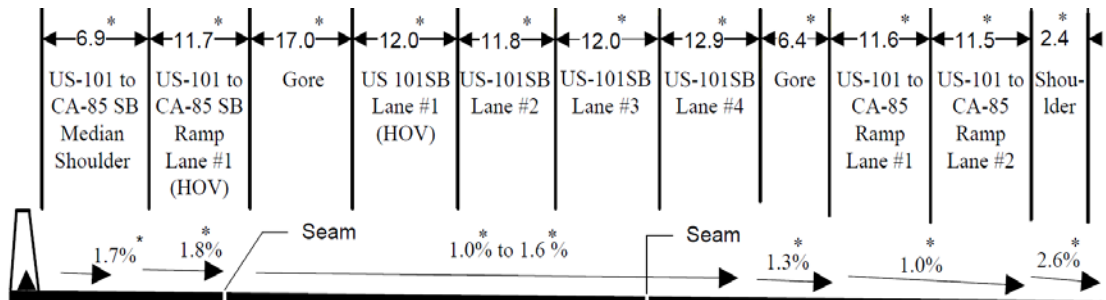 * * * * * * * * * * *
6.9 11.7 17.0 12.0 11.8 12.0 12.9 6.4 11.6 11.5 2.4
US-101 to
CA-85 SB
Median
Shoulder
US-101 to
CA-85 SB
Ramp
Lane #1
(HOV)
Gore
US 101SB
Lane #1
(HOV)
US-101SB
Lane #2
US-101SB
Lane #3
US-101SB
Lane #4
Gore
US-101 to
CA-85
Ramp
Lane #1
US-101 to
CA-85
Ramp
Lane #2
Shou-
lder
1.7%*
*
1.8%
Seam
* *
1.0% to 1.6 %
Seam
*
1.3%
*
1.0%
*
2.6%